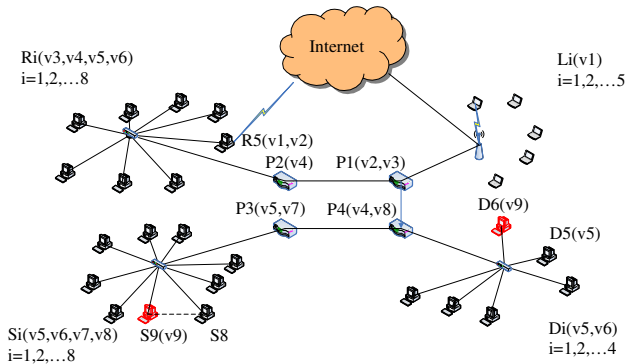 Internet
Ri(v3,v4,v5,v6)
i=1,2,…8
Li(v1)
i=1,2,…5
R5(v1,v2)
P2(v4)
P1(v2,v3)
P3(v5,v7)
P4(v4,v8)
D6(v9)
D5(v5)
Si(v5,v6,v7,v8)
i=1,2,…8
S9(v9)
S8
Di(v5,v6)
i=1,2,…4